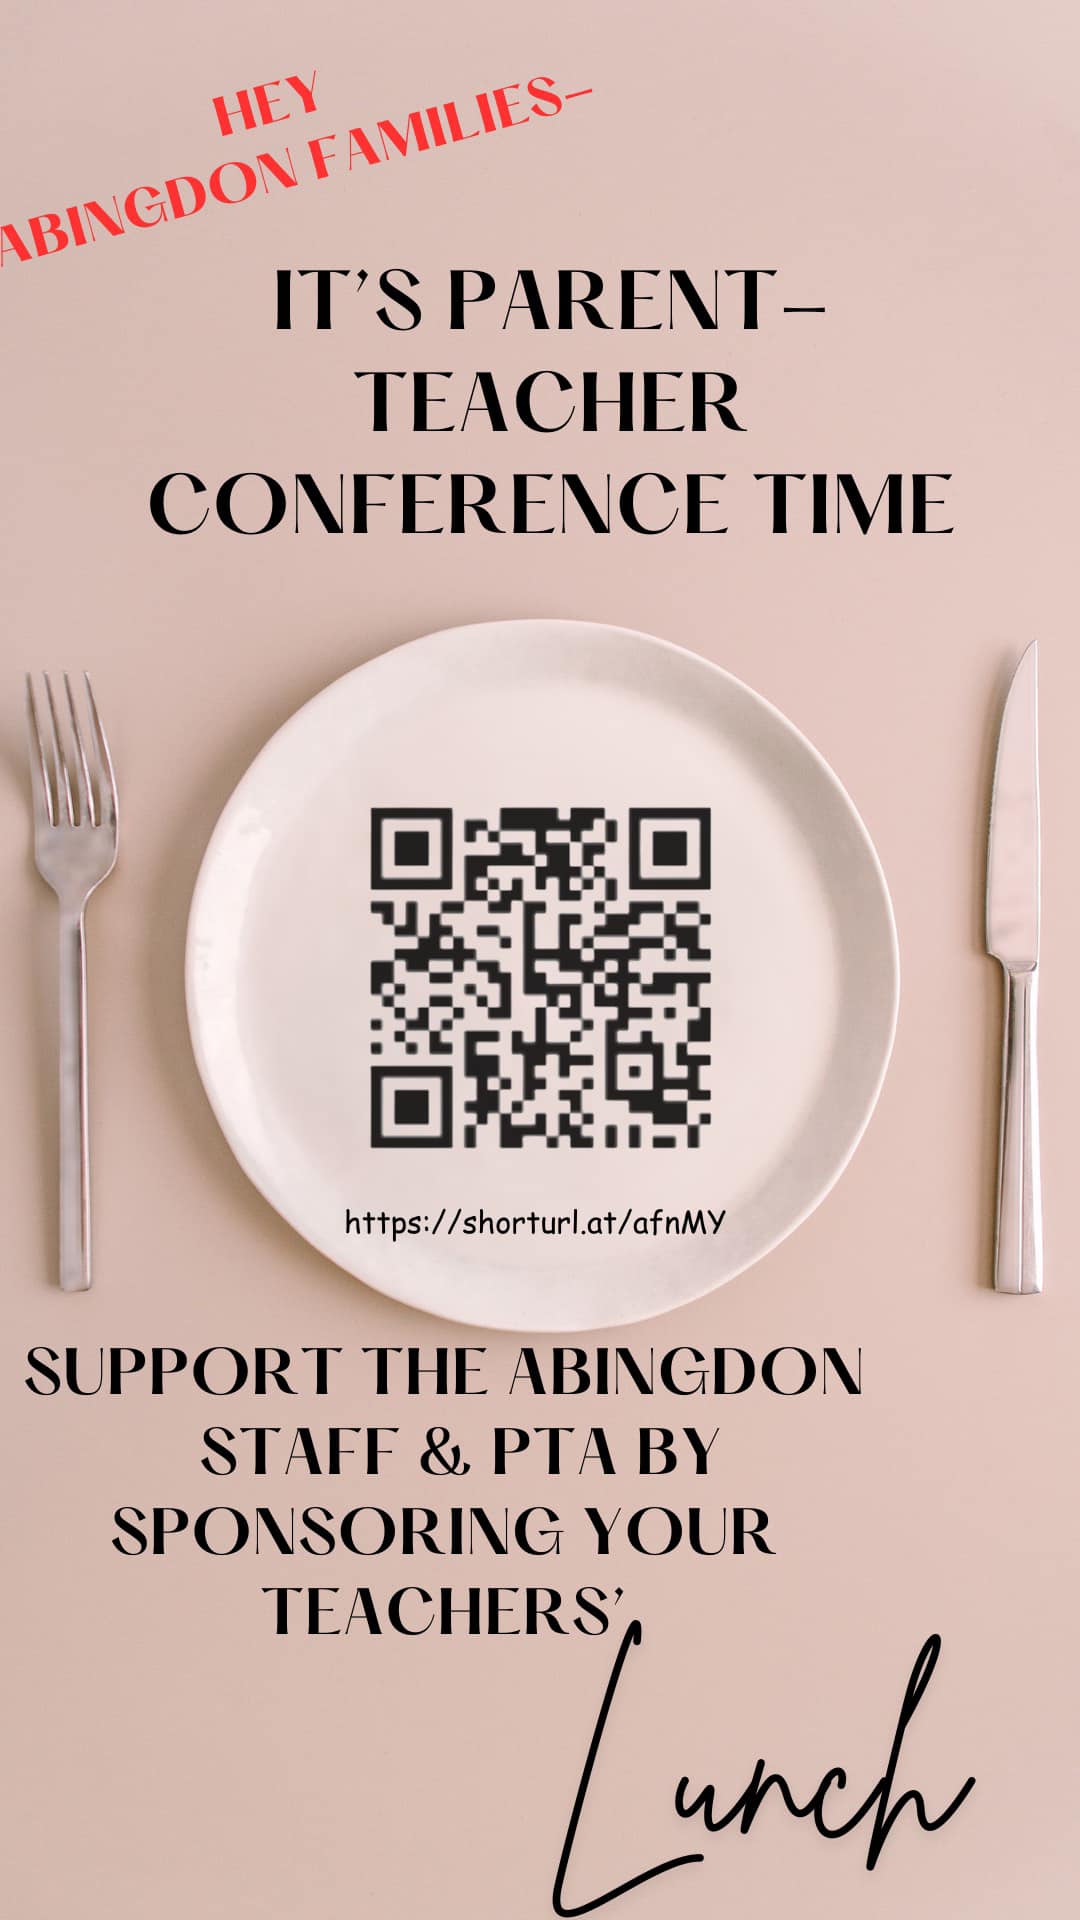 HEY
ABINGDON FAMILIES-
IT'S PARENT-
TEACHER
CONFERENCE TIME
https://shorturl.at/afnMY
SUPPORT THE ABINGDON
STAFF & PTA BY
SPONSORING YOUR
TEACHERS'
Lunch